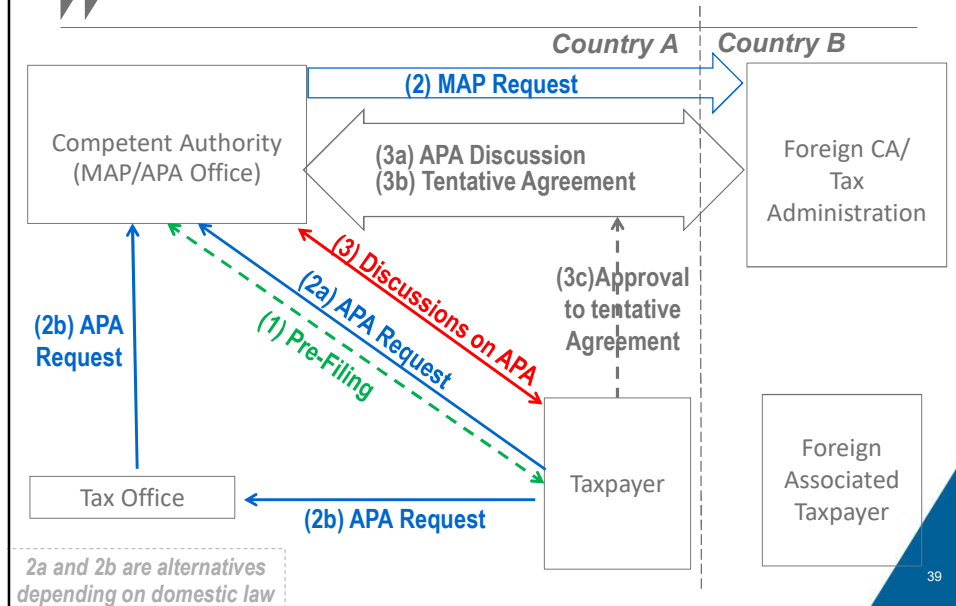 Country A
Country B
(2) MAP Request
Competent Authority
(MAP/APA Office)
(3a) APA Discussion
(3b) Tentative Agreement
Foreign CA/
Tax
Administration
(3) Discussions on APA
(2a) APA Request
(1) Pre-Filing
(3c)Approval
to tentative
Agreement
(2b) APA
Request
Tax Office
(2b) APA Request
Taxpayer
Foreign
Associated
Taxpayer
2a and 2b are alternatives
depending on domestic law
39